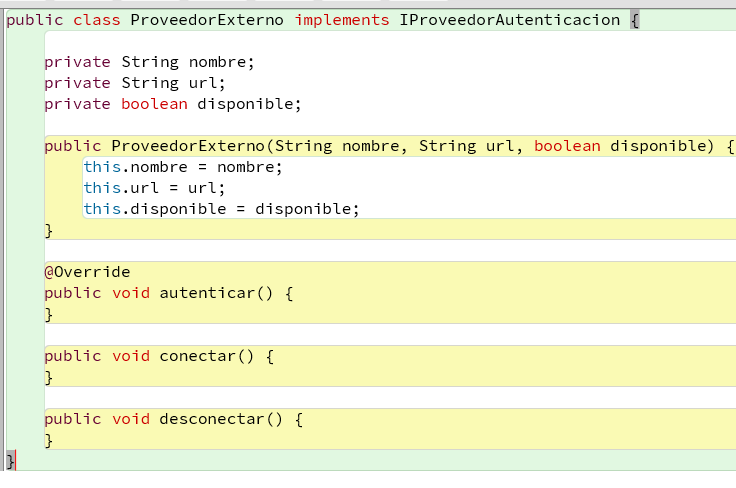 public class ProveedorExterno implements IProveedorAutenticacion {
private String nombre;
private String url;
private boolean disponible;
public ProveedorExterno(String nombre, String url, boolean disponible) {
this.nombre = nombre;
this.url = url;
this.disponible = disponible;
}
@Override
public void autenticar() {
}
public void conectar() {
}
public void desconectar() {
}
}